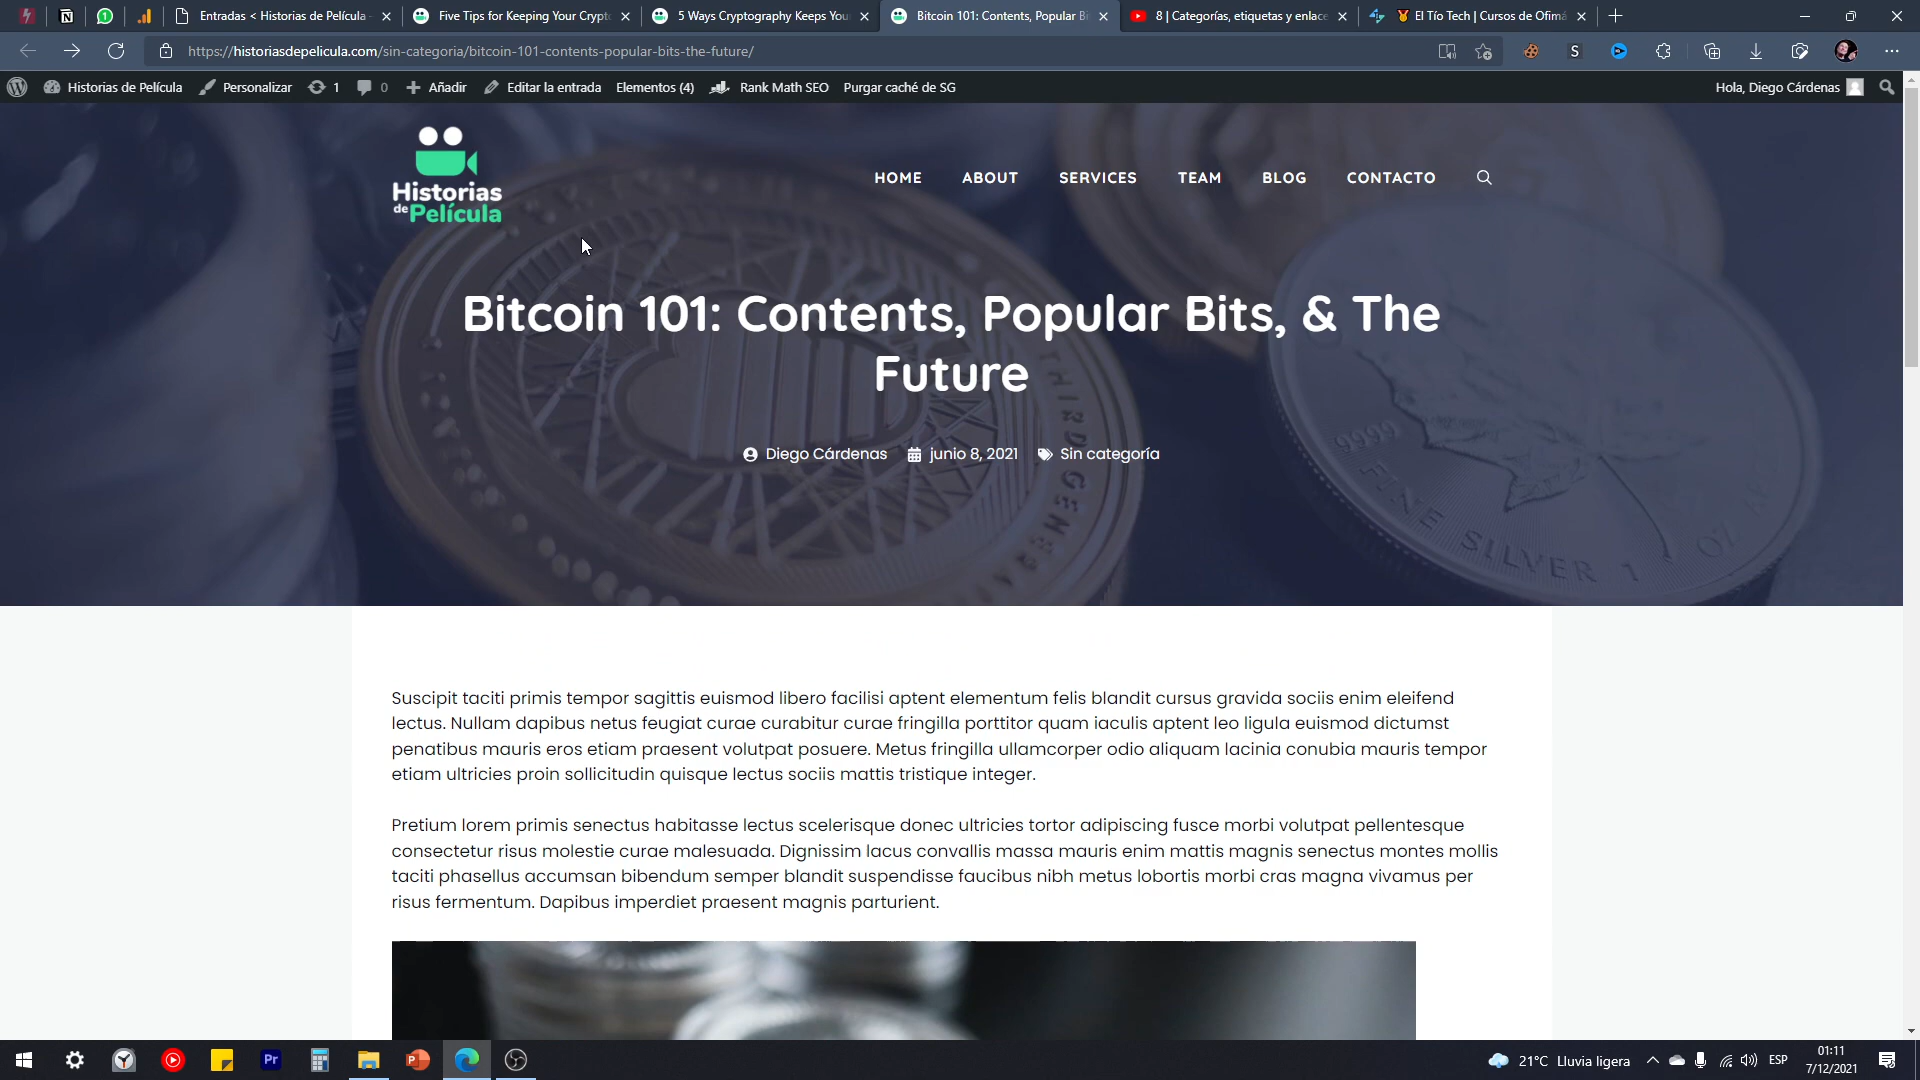 Entradas < Historias de Película -
Five Tips for Keeping Your Crypto
5 Ways Cryptography Keeps You
Bitcoin 101: Contents, Popular Bi
8 | Categorías, etiquetas y enlace
El Tío Tech | Cursos de Ofimá
https://historiasdepelicula.com/sin-categoria/bitcoin-101-contents-popular-bits-the-future/
Historias de Película
Personalizar
1
0
Añadir
Editar la entrada
Elementos (4)
Rank Math SEO
Purgar caché de SG
Hola, Diego Cárdenas
Historias
de Película
HOME
ABOUT
SERVICES
TEAM
BLOG
CONTACTO
Bitcoin 101: Contents, Popular Bits, & The
Future
Diego Cárdenas
junio 8, 2021
Sin categoría
THIRD GEN
9999
FINE SILVER 1 OZ
Suscipit taciti primis tempor sagittis euismod libero facilisi aptent elementum felis blandit cursus gravida sociis enim eleifend
lectus. Nullam dapibus netus feugiat curae curabitur curae fringilla porttitor quam iaculis aptent leo ligula euismod dictumst
penatibus mauris eros etiam praesent volutpat posuere. Metus fringilla ullamcorper odio aliquam lacinia conubia mauris tempor
etiam ultricies proin sollicitudin quisque lectus sociis mattis tristique integer.
Pretium lorem primis senectus habitasse lectus scelerisque donec ultricies tortor adipiscing fusce morbi volutpat pellentesque
consectetur risus molestie curae malesuada. Dignissim lacus convallis massa mauris enim mattis magnis senectus montes mollis
taciti phasellus accumsan bibendum semper blandit suspendisse faucibus nibh metus lobortis morbi cras magna vivamus per
risus fermentum. Dapibus imperdiet praesent magnis parturient.
Pr
21°C Lluvia ligera
ESP
01:11
7/12/2021